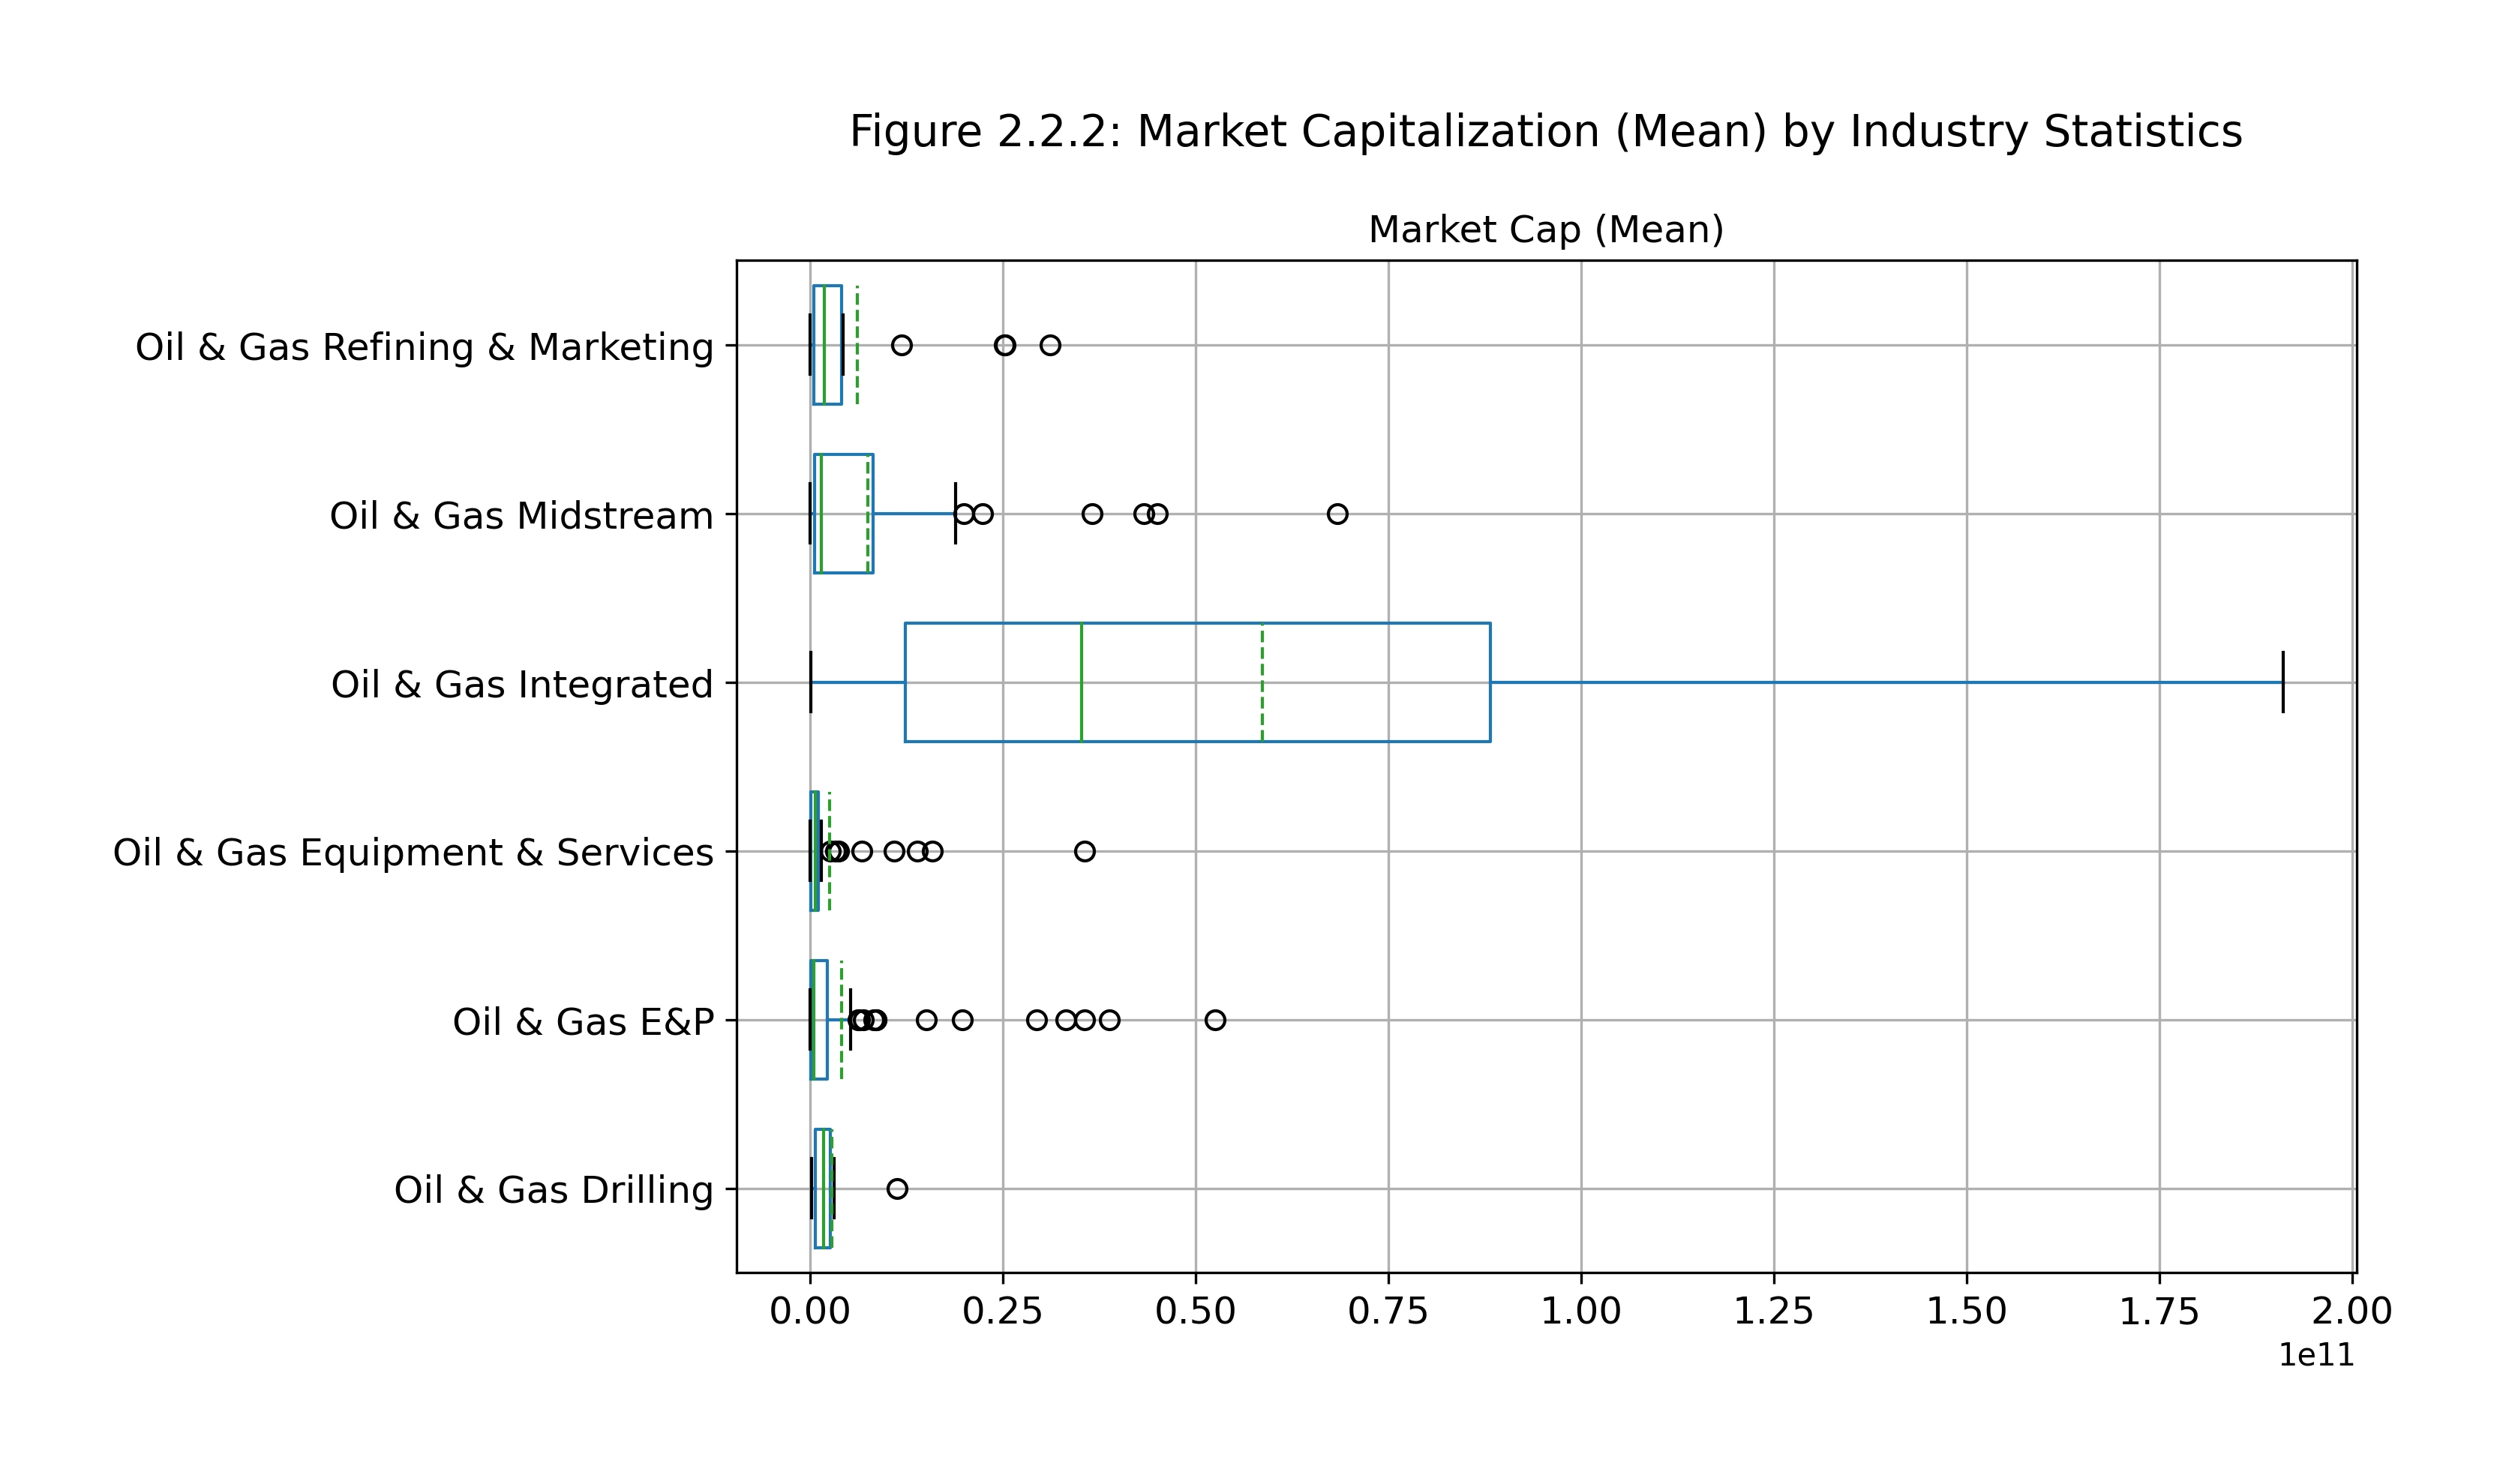 Figure 2.2.2: Market Capitalization (Mean) by Industry Statistics
Market Cap (Mean)
Oil & Gas Refining & Marketing
Oil & Gas Midstream
Oil & Gas Integrated
Oil & Gas Equipment & Services
Oil & Gas E&P
Oil & Gas Drilling
0.00 0.25 0.50 0.75 1.00 1.25 1.50 1.75 2.00
1e11